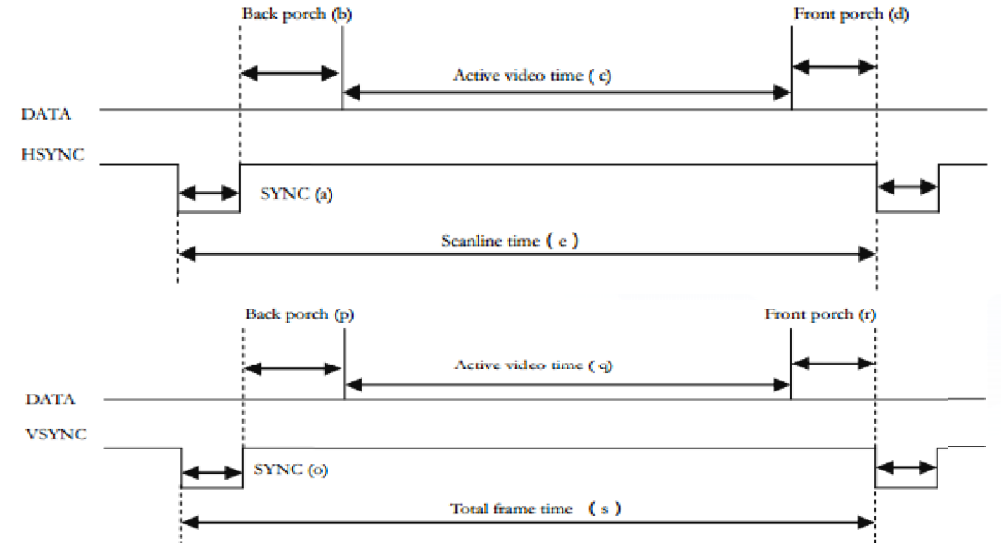 Back porch (b)
Front porch (d)
Active video time ( c)
DATA
HSYNC
SYNC (a)
Scanline time ( e )
Back porch (p)
Front porch (r)
Active video time ( q)
DATA
VSYNC
SYNC (o)
Total frame time ( s )